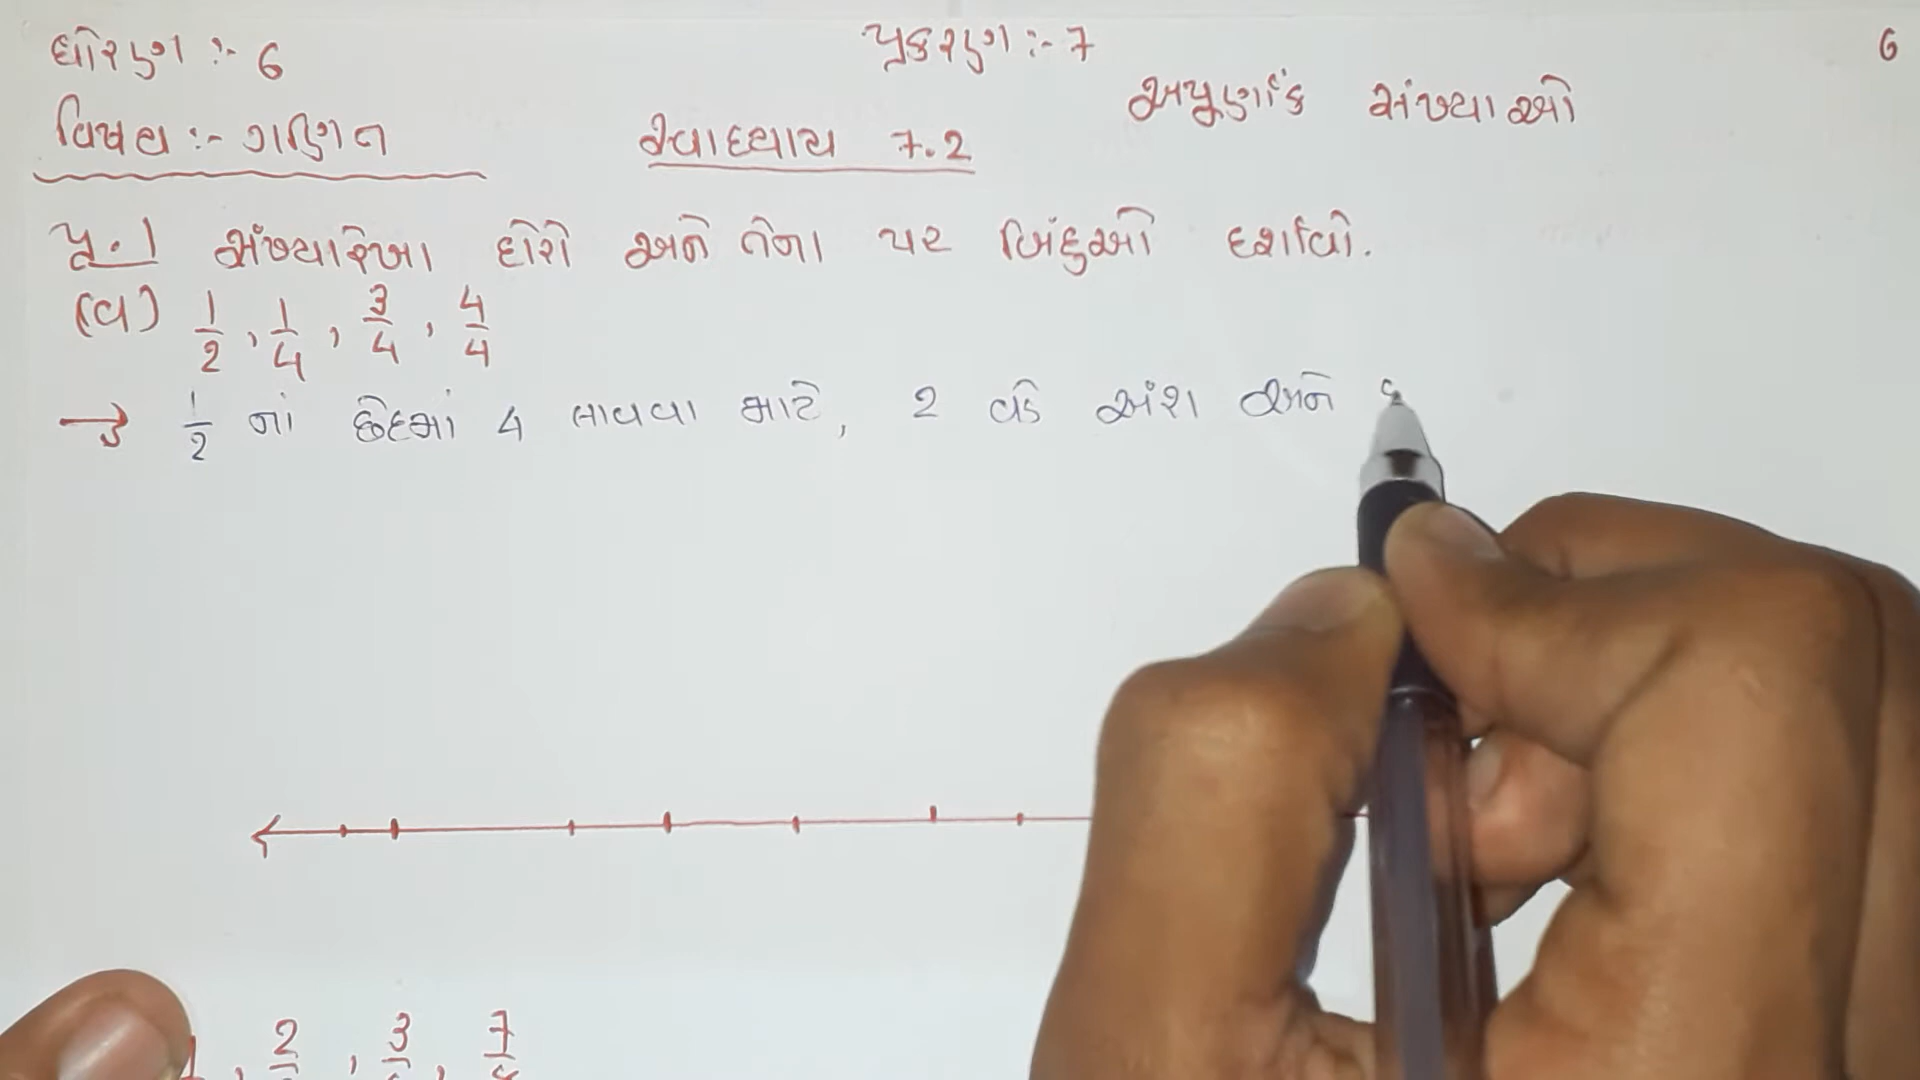 ધોરણ :- 6
પ્રકરણ :- 7
6
અપૂર્ણાંક સંખ્યાઓ
વિષય :- ગણિત
સ્વાધ્યાય 7.2
પ્ર. 1 સંખ્યારેખા દોરો અને તેના પર બિંદુઓ દર્શાવો.
(a) 1/2 , 1/4 , 3/4 , 4/4
→ 1/2 નાં છેદમાં 4 લાવવા માટે, 2 વડે અંશ અને
, 2 , 3 , 7